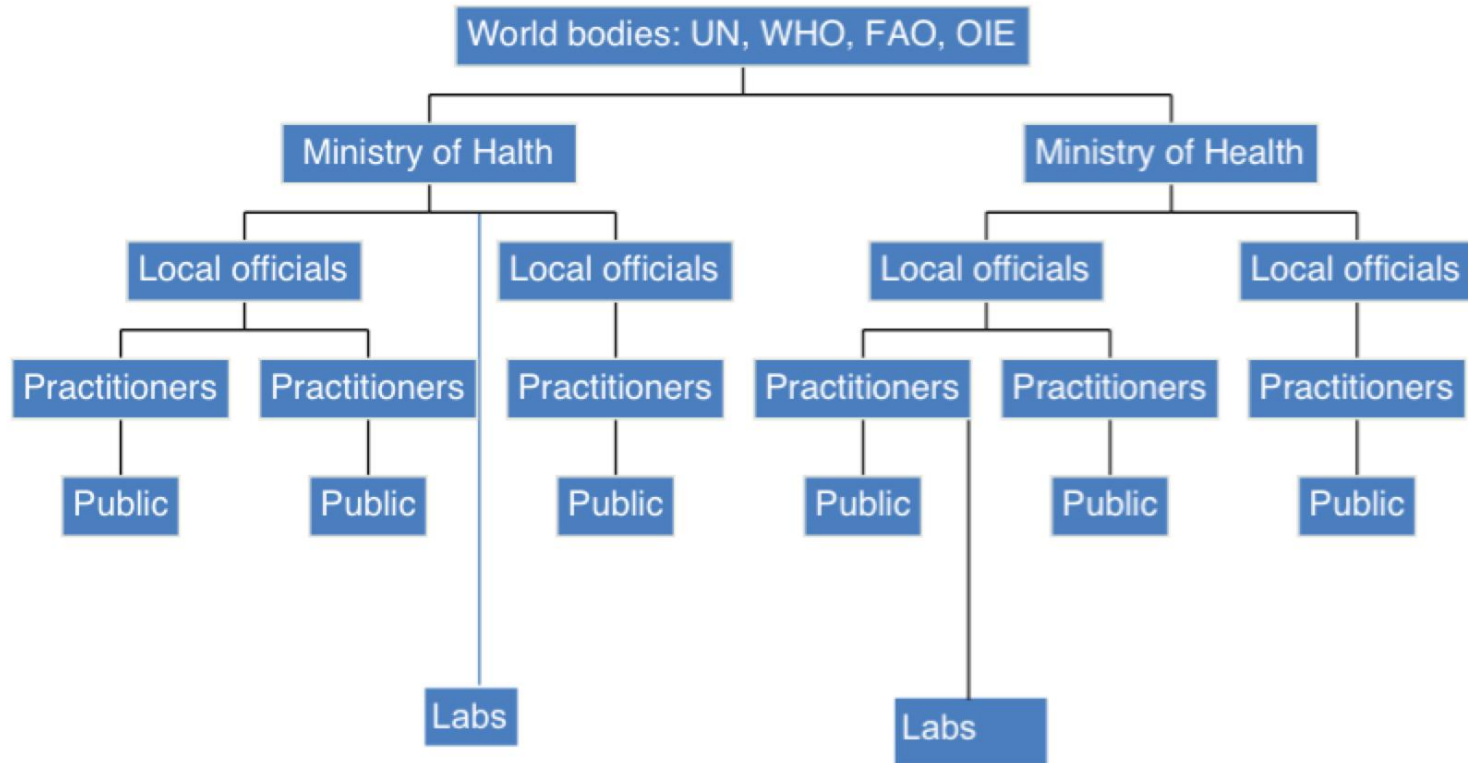 World bodies: UN, WHO, FAO, OIE
Ministry of Halth
Ministry of Health
Local officials
Local officials
Local officials
Local officials
Practitioners
Practitioners
Practitioners
Practitioners
Practitioners
Practitioners
Public
Public
Public
Public
Public
Public
Labs
Labs